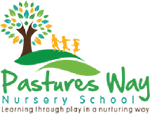 Pastures Way
Nursery School
Learning through play in a nurturing way